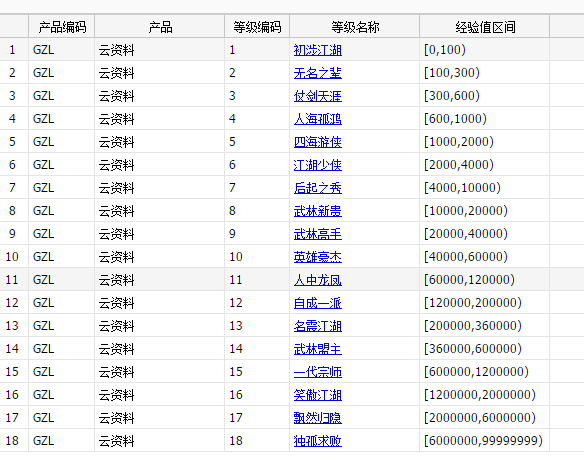 产品编码 产品 等级编码 等级名称 经验值区间
1 GZL 云资料 1 初涉江湖 [0,100)
2 GZL 云资料 2 无名之辈 [100,300)
3 GZL 云资料 3 仗剑天涯 [300,600)
4 GZL 云资料 4 人海孤鸿 [600,1000)
5 GZL 云资料 5 四海游侠 [1000,2000)
6 GZL 云资料 6 江湖少侠 [2000,4000)
7 GZL 云资料 7 后起之秀 [4000,10000)
8 GZL 云资料 8 武林新贵 [10000,20000)
9 GZL 云资料 9 武林高手 [20000,40000)
10 GZL 云资料 10 英雄豪杰 [40000,60000)
11 GZL 云资料 11 人中龙凤 [60000,120000)
12 GZL 云资料 12 自成一派 [120000,200000)
13 GZL 云资料 13 名震江湖 [200000,360000)
14 GZL 云资料 14 武林盟主 [360000,600000)
15 GZL 云资料 15 一代宗师 [600000,1200000)
16 GZL 云资料 16 笑傲江湖 [1200000,2000000)
17 GZL 云资料 17 飘然归隐 [2000000,6000000)
18 GZL 云资料 18 独孤求败 [6000000,99999999)